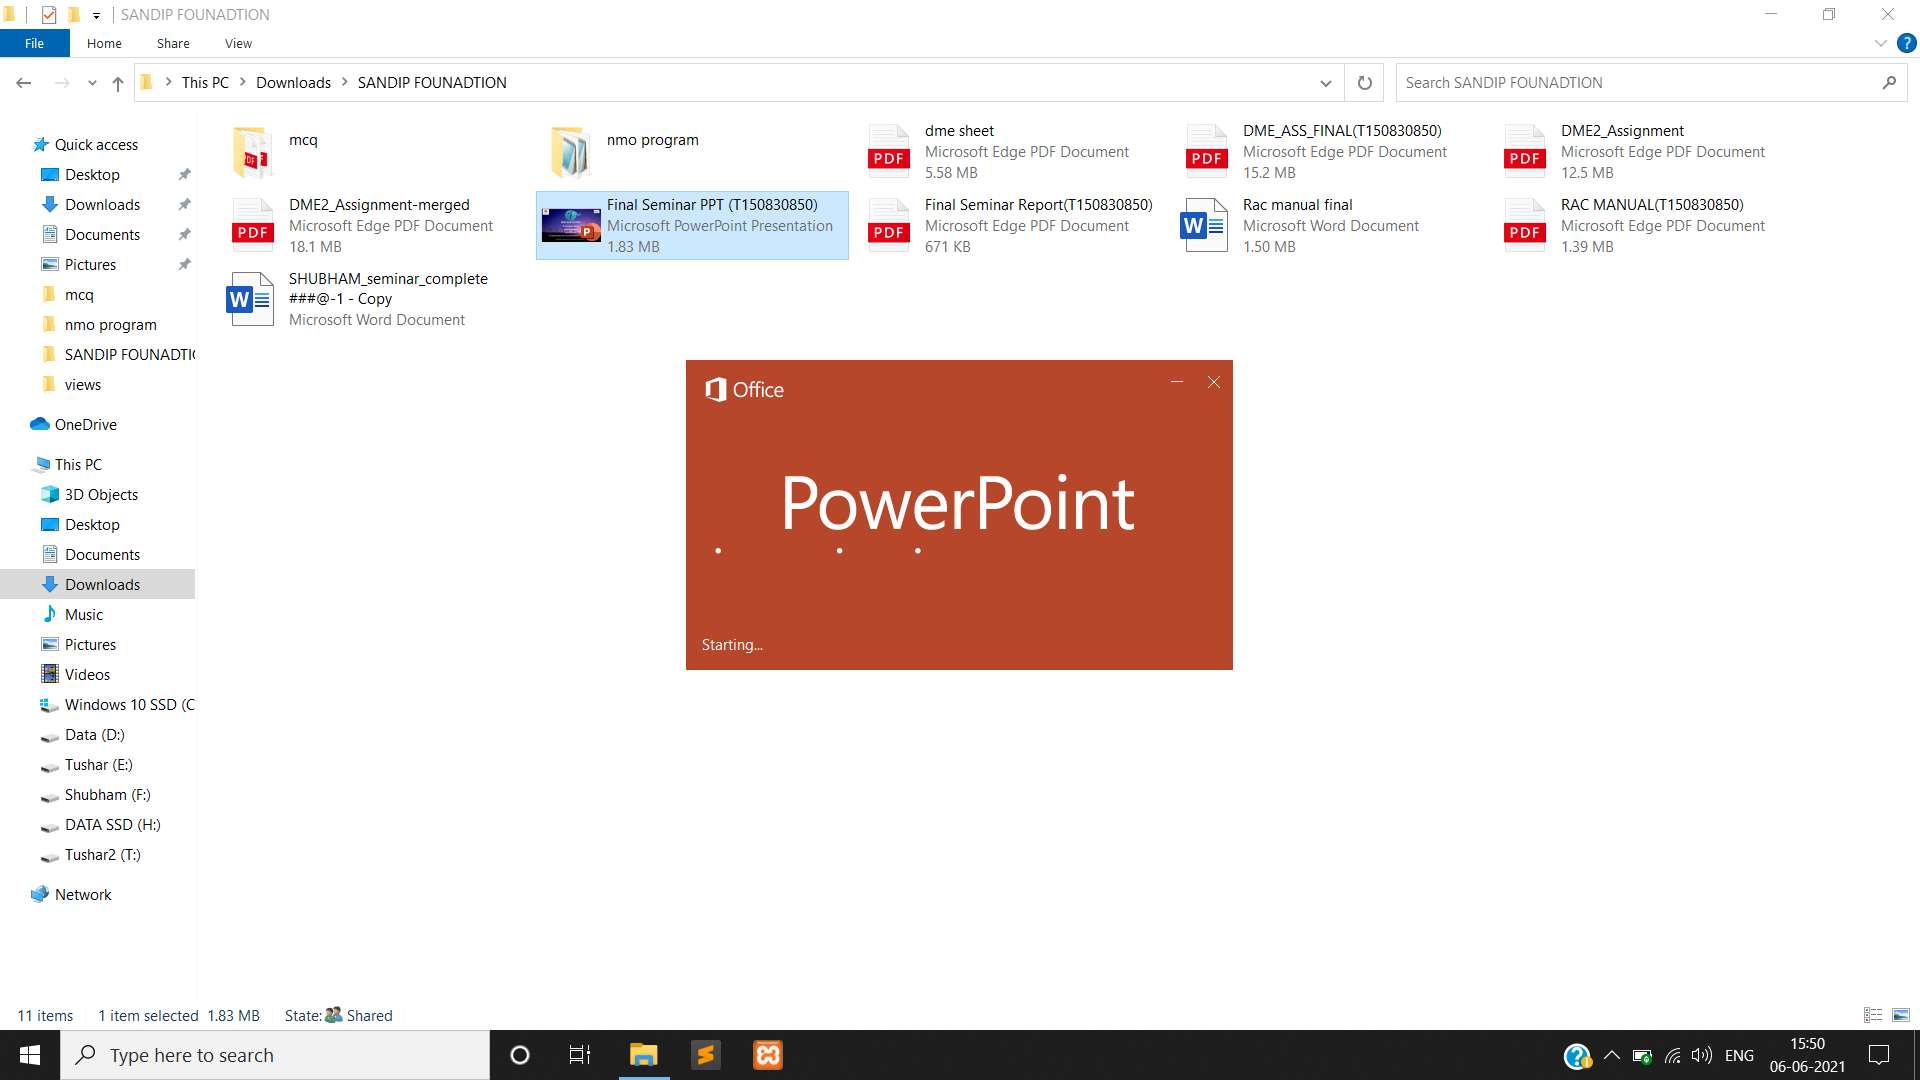 SANDIP FOUNADTION
File
Home
Share
View
?
This PC
Downloads
SANDIP FOUNADTION
Search SANDIP FOUNADTION
Quick access
Desktop
Downloads
Documents
Pictures
mcq
nmo program
SANDIP FOUNADTI
views
OneDrive
This PC
3D Objects
Desktop
Documents
Downloads
Music
Pictures
Videos
Windows 10 SSD (C
Data (D:)
Tushar (E:)
Shubham (F:)
DATA SSD (H:)
Tushar2 (T:)
Network
mcq
nmo program
PDF
dme sheet
Microsoft Edge PDF Document
5.58 MB
PDF
DME_ASS_FINAL(T150830850)
Microsoft Edge PDF Document
15.2 MB
PDF
DME2_Assignment
Microsoft Edge PDF Document
12.5 MB
PDF
DME2_Assignment-merged
Microsoft Edge PDF Document
18.1 MB
P
Final Seminar PPT (T150830850)
Microsoft PowerPoint Presentation
1.83 MB
PDF
Final Seminar Report(T150830850)
Microsoft Edge PDF Document
671 KB
W
Rac manual final
Microsoft Word Document
1.50 MB
PDF
RAC MANUAL(T150830850)
Microsoft Edge PDF Document
1.39 MB
W
SHUBHAM_seminar_complete
###@-1 - Copy
Microsoft Word Document
Office
PowerPoint
Starting...
11 items
1 item selected 1.83 MB
State: Shared
Type here to search
ENG
15:50
06-06-2021